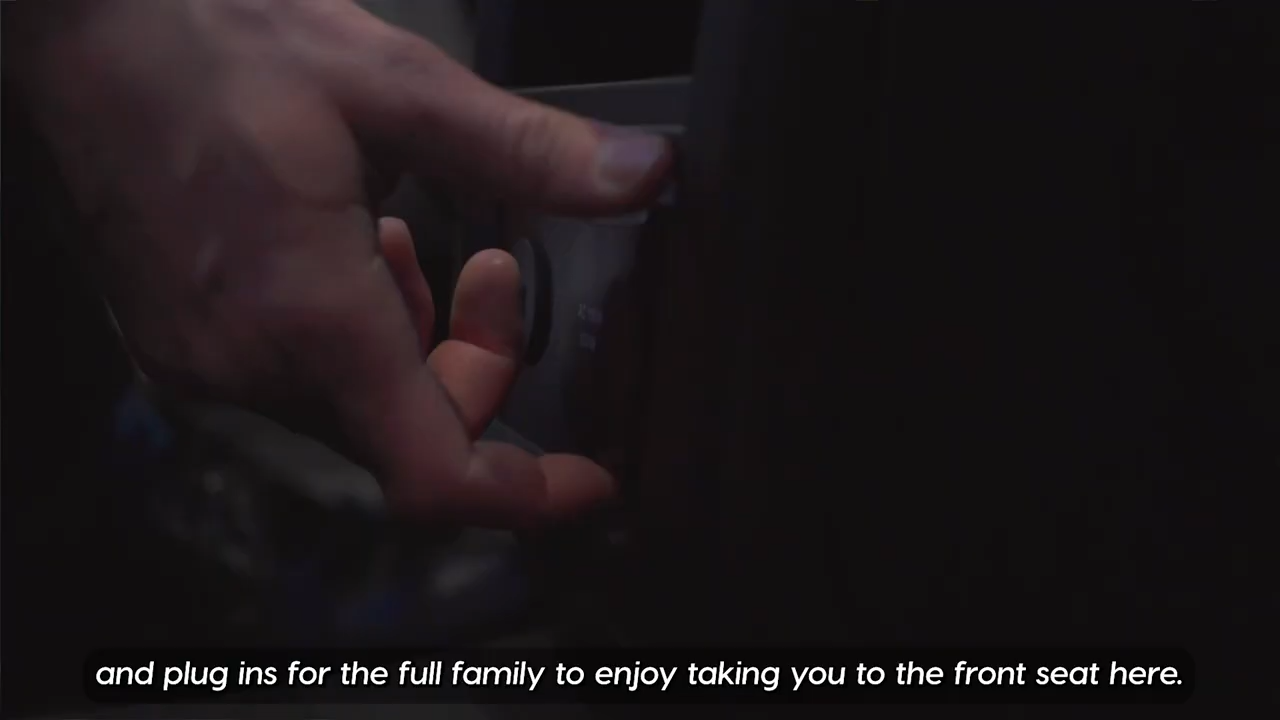 and plug ins for the full family to enjoy taking you to the front seat here.